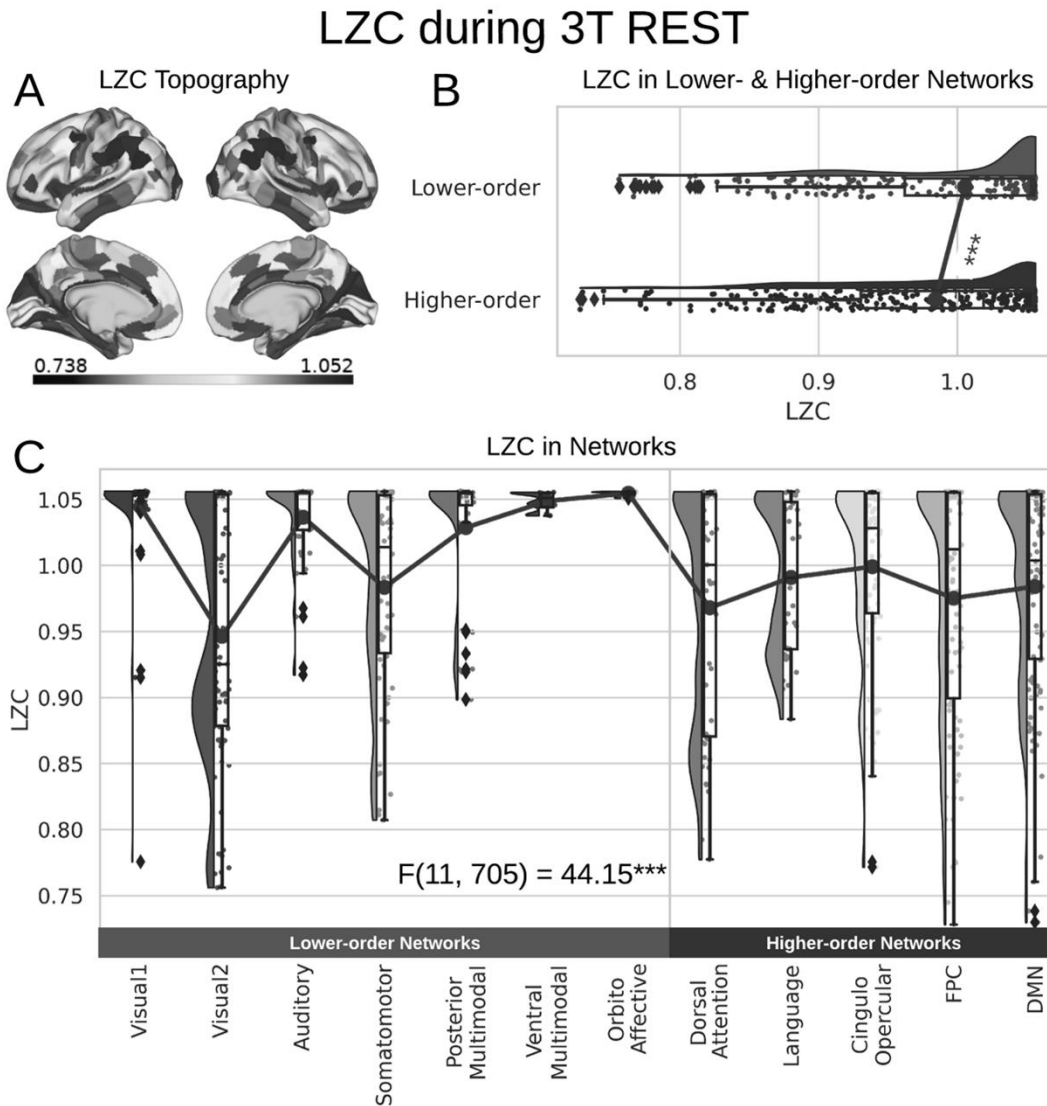 LZC during 3T REST
A
LZC Topography
0.738
1.052
B
LZC in Lower- & Higher-order Networks
Lower-order
Higher-order
***
0.8
0.9
1.0
LZC
C
LZC in Networks
LZC
1.05
1.00
0.95
0.90
0.85
0.80
0.75
F(11, 705) = 44.15***
Lower-order Networks
Higher-order Networks
Visual1
Visual2
Auditory
Somatomotor
Posterior
Multimodal
Ventral
Multimodal
Orbito
Affective
Dorsal
Attention
Language
Cingulo
Opercular
FPC
DMN